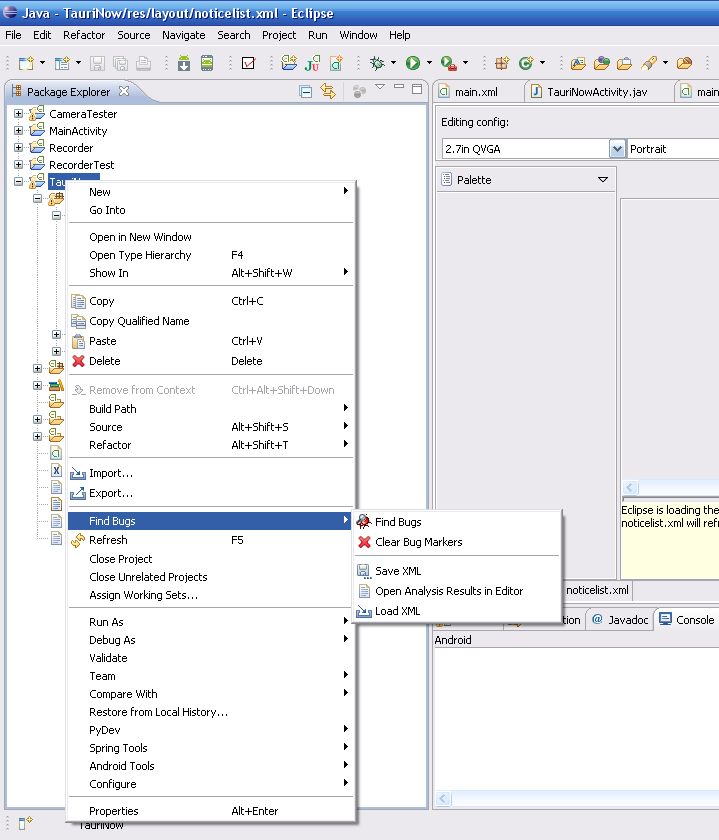 Java - TauriNow/res/layout/noticelist.xml - Eclipse
File Edit Refactor Source Navigate Search Project Run Window Help
Package Explorer
main.xml TauriNowActivity.jav main
CameraTester
MainActivity
Recorder
RecorderTest
TauriNow
Editing config:
2.7in QVGA Portrait
Palette
New
Go Into
Open in New Window
Open Type Hierarchy F4
Show In Alt+Shift+W
Copy Ctrl+C
Copy Qualified Name
Paste Ctrl+V
Delete Delete
Remove from Context Ctrl+Alt+Shift+Down
Build Path
Source Alt+Shift+S
Refactor Alt+Shift+T
Import...
Export...
Find Bugs
Refresh F5
Close Project
Close Unrelated Projects
Assign Working Sets...
Run As
Debug As
Validate
Team
Compare With
Restore from Local History...
PyDev
Spring Tools
Android Tools
Configure
Properties Alt+Enter
Find Bugs
Clear Bug Markers
Save XML
Open Analysis Results in Editor
Load XML
Eclipse is loading the
noticelist.xml will refr
noticelist.xml
tion @ Javadoc Console
Android
TauriNow